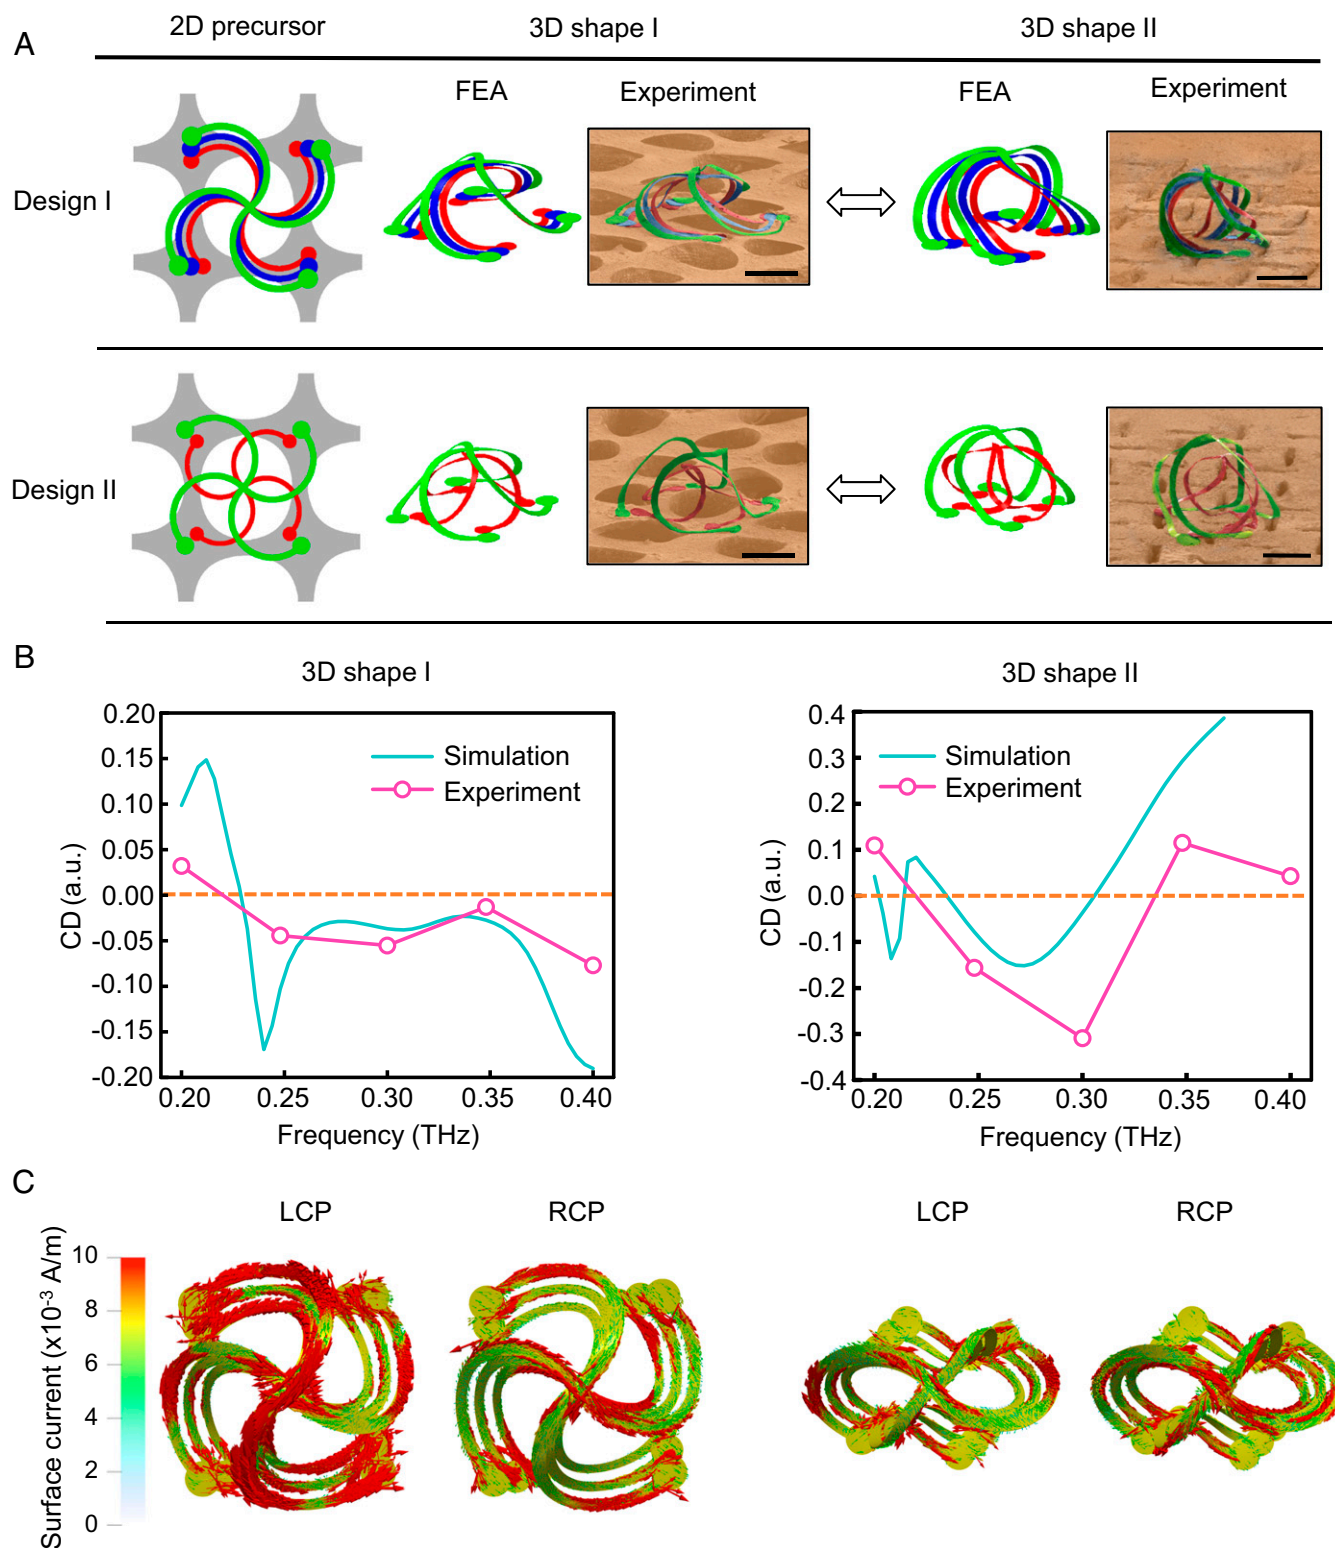 A
2D precursor
3D shape I
3D shape II
FEA
Experiment
FEA
Experiment
Design I
Design II
B
3D shape I
0.20
0.15
0.10
0.05
0.00
-0.05
-0.10
-0.15
-0.20
CD (a.u.)
Simulation
Experiment
0.20 0.25 0.30 0.35 0.40
Frequency (THz)
3D shape II
0.4
0.3
0.2
0.1
0.0
-0.1
-0.2
-0.3
-0.4
CD (a.u.)
Simulation
Experiment
0.20 0.25 0.30 0.35 0.40
Frequency (THz)
C
LCP
RCP
LCP
RCP
Surface current (x10⁻³ A/m)
10
8
6
4
2
0